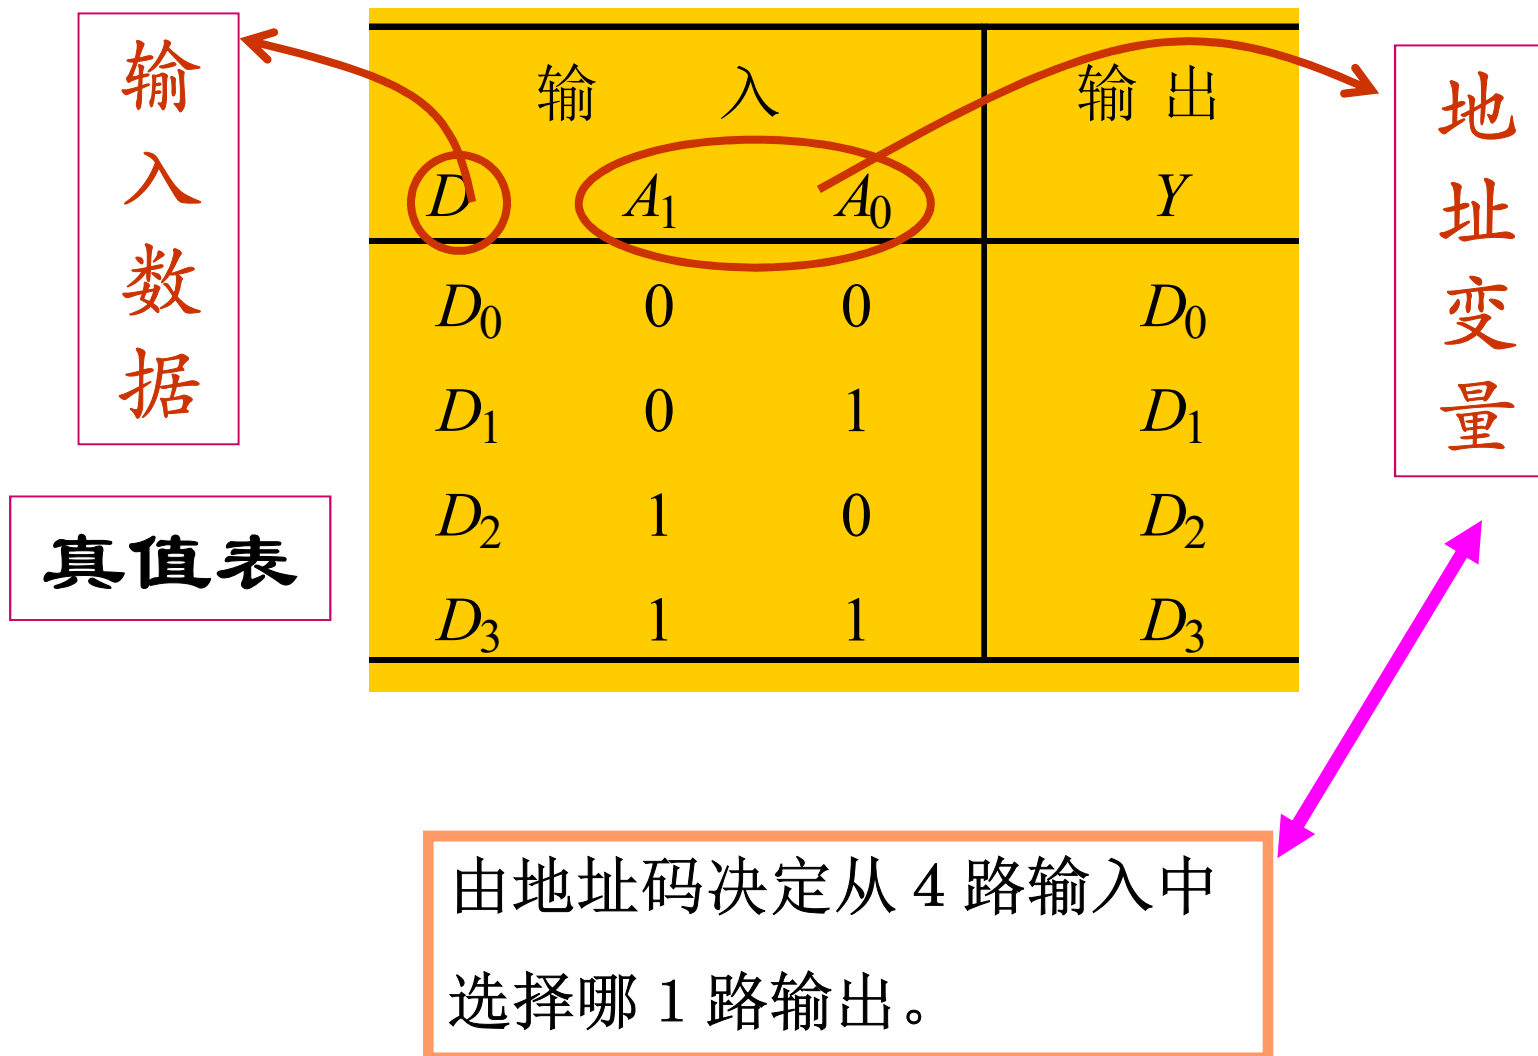 输入数据
真值表
输 入 输 出
D A₁ A₀ Y
D₀ 0 0 D₀
D₁ 0 1 D₁
D₂ 1 0 D₂
D₃ 1 1 D₃
地址变量
由地址码决定从 4 路输入中
选择哪 1 路输出。